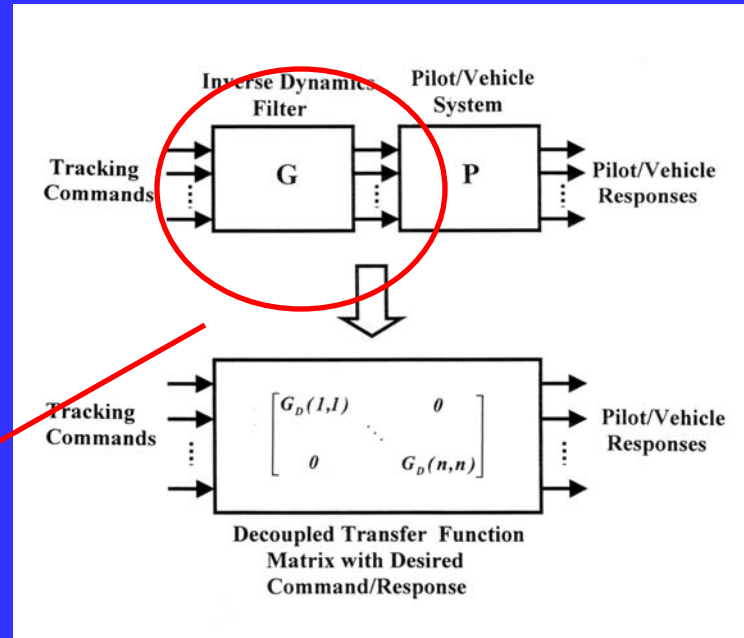 Inverse Dynamics
Filter
Pilot/Vehicle
System
Tracking
Commands
G
P
Pilot/Vehicle
Responses
Tracking
Commands
G_D(1,1) 0
0 G_D(n,n)
Pilot/Vehicle
Responses
Decoupled Transfer Function
Matrix with Desired
Command/Response